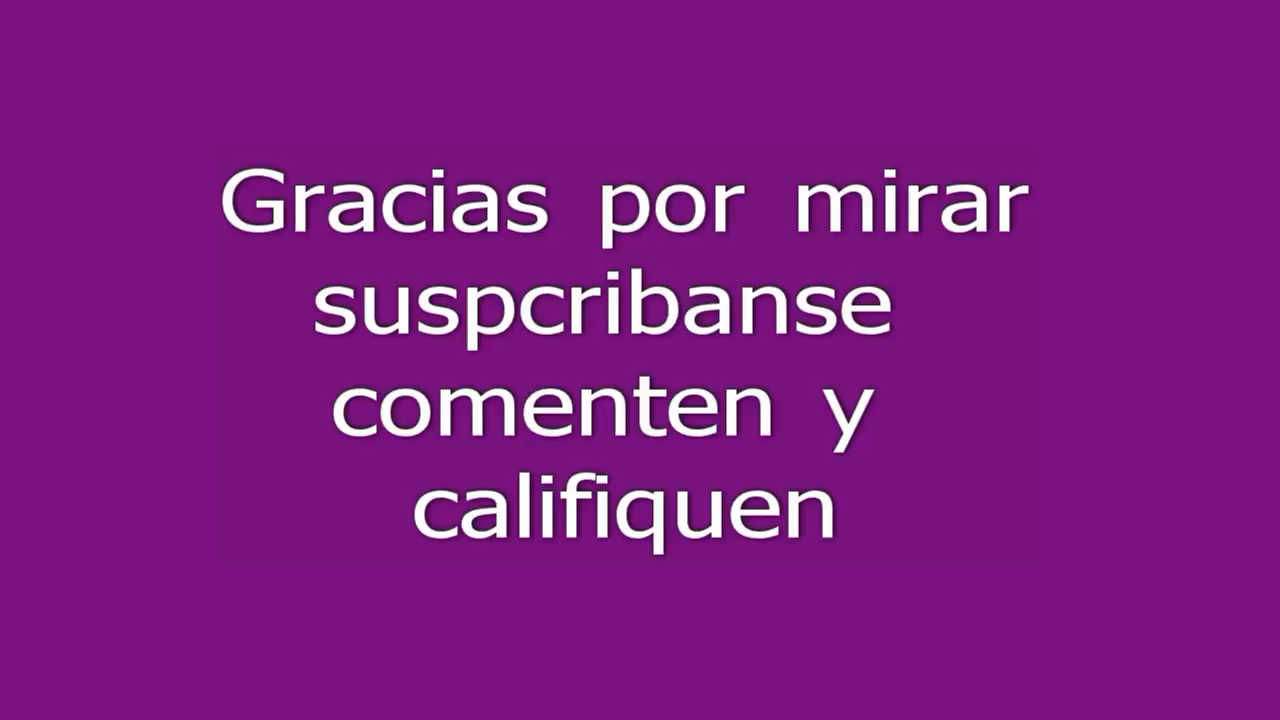 Gracias por mirar
suspcribanse
comenten y
califiquen